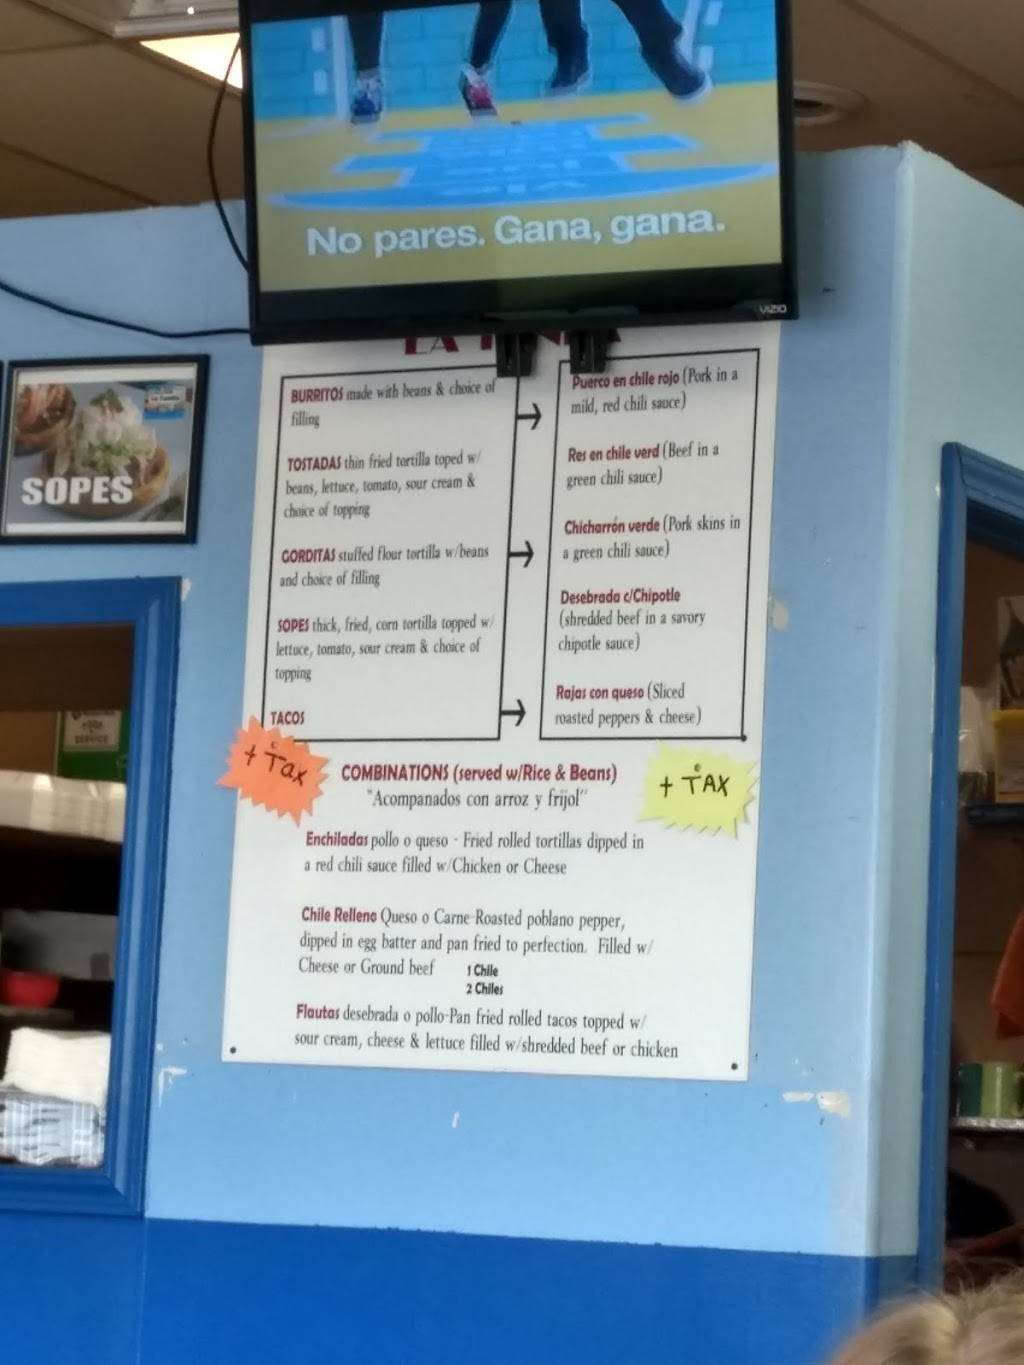 No pares. Gana, gana.
VIZIO
SOPES
BURRITOS made with beans & choice of
filling
TOSTADAS thin fried tortilla toped w/
beans, lettuce, tomato, sour cream &
choice of topping
GORDITAS stuffed flour tortilla w/beans
and choice of filling
SOPES thick, fried, corn tortilla topped w/
lettuce, tomato, sour cream & choice of
topping
TACOS
Puerco en chile rojo (Pork in a
mild, red chili sauce)
Res en chile verd (Beef in a
green chili sauce)
Chicharrón verde (Pork skins in
a green chili sauce)
Desebrada c/Chipotle
(shredded beef in a savory
chipotle sauce)
Rajas con queso (Sliced
roasted peppers & cheese)
+ Tax
COMBINATIONS (served w/Rice & Beans)
"Acompanados con arroz y frijol"
+ TAX
Enchiladas pollo o queso - Fried rolled tortillas dipped in
a red chili sauce filled w/Chicken or Cheese
Chile Relleno Queso o Carne-Roasted poblano pepper,
dipped in egg batter and pan fried to perfection. Filled w/
Cheese or Ground beef
1 Chile
2 Chiles
Flautas desebrada o pollo-Pan fried rolled tacos topped w/
sour cream, cheese & lettuce filled w/shredded beef or chicken